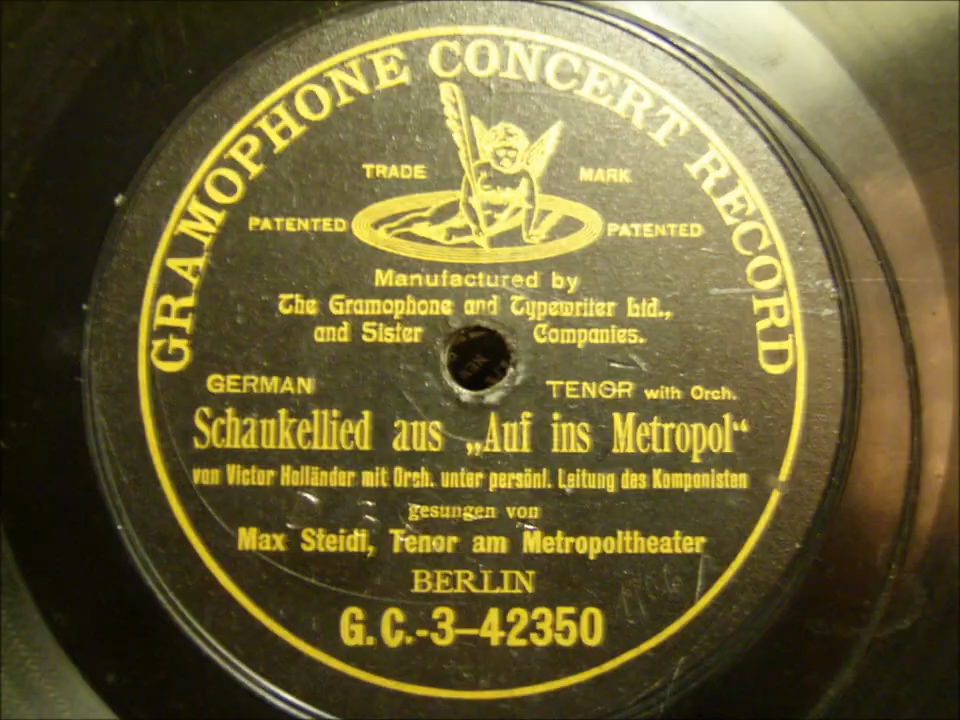 GRAMOPHONE CONCERT RECORD
TRADE MARK
PATENTED PATENTED
Manufactured by
The Gramophone and Typewriter Ltd.,
and Sister Companies.
GERMAN TENOR with Orch.
Schaukellied aus „Auf ins Metropol“
von Victor Holländer mit Orch. unter persönl. Leitung des Komponisten
gesungen von
Max Steidl, Tenor am Metropoltheater
BERLIN
G.C.-3-42350